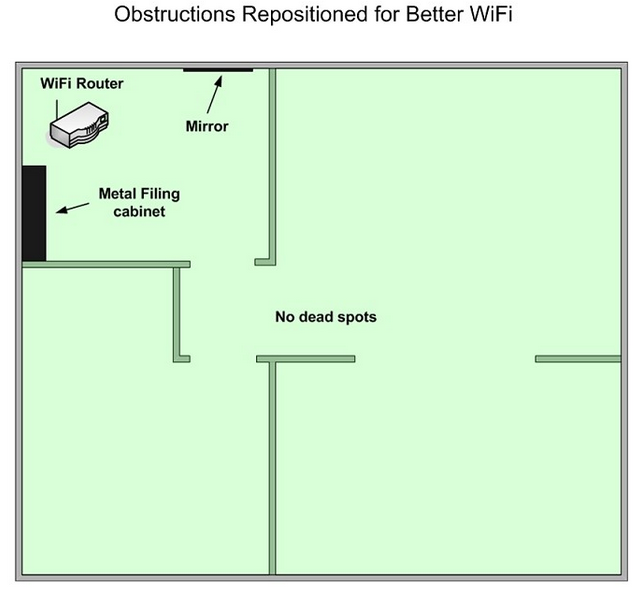 Obstructions Repositioned for Better WiFi
WiFi Router
Mirror
Metal Filing
cabinet
No dead spots